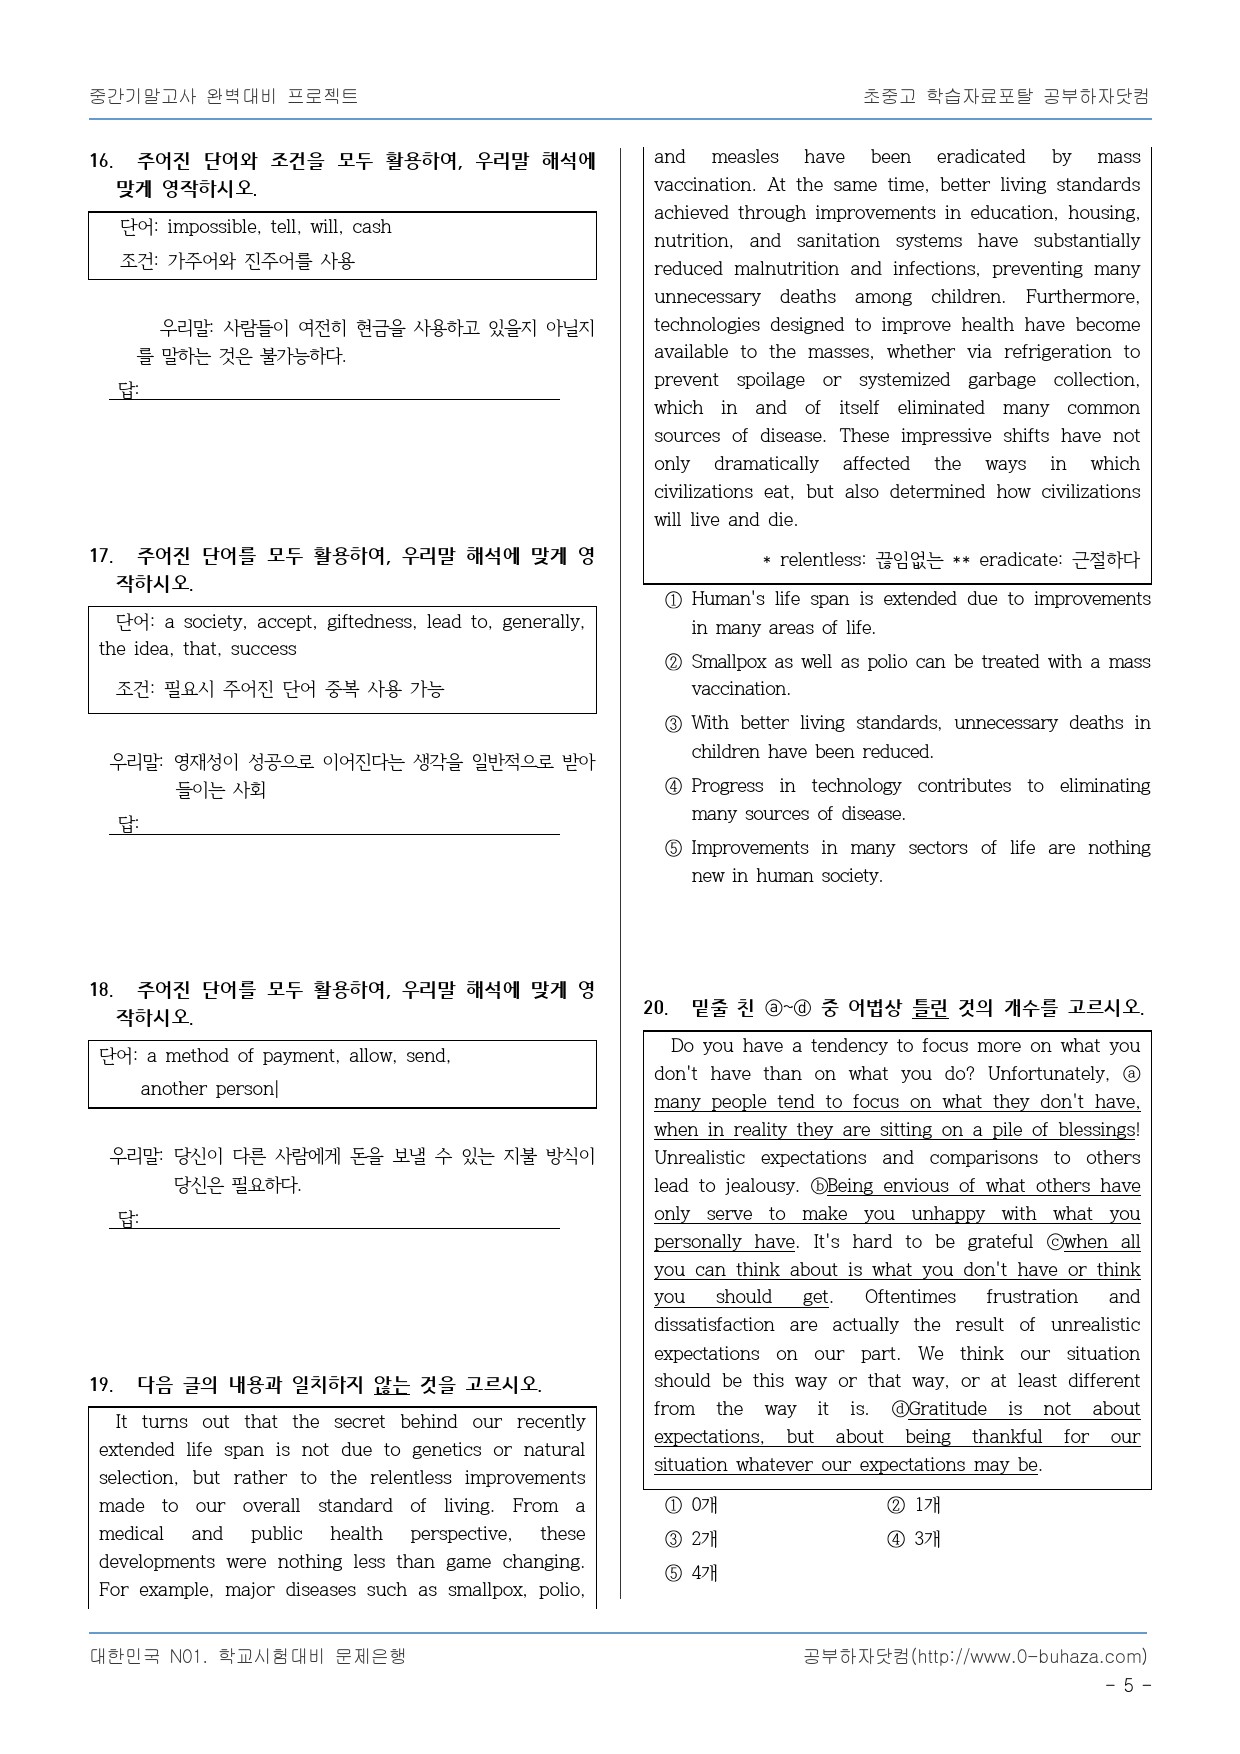 중간기말고사 완벽대비 프로젝트
초중고 학습자료포탈 공부하자닷컴
16. 주어진 단어와 조건을 모두 활용하여, 우리말 해석에
맞게 영작하시오.
단어: impossible, tell, will, cash
조건: 가주어와 진주어를 사용
우리말: 사람들이 여전히 현금을 사용하고 있을지 아닐지
를 말하는 것은 불가능하다.
답:
17. 주어진 단어를 모두 활용하여, 우리말 해석에 맞게 영
작하시오.
단어: a society, accept, giftedness, lead to, generally,
the idea, that, success
조건: 필요시 주어진 단어 중복 사용 가능
우리말: 영재성이 성공으로 이어진다는 생각을 일반적으로 받아
들이는 사회
답:
18. 주어진 단어를 모두 활용하여, 우리말 해석에 맞게 영
작하시오.
단어: a method of payment, allow, send,
another person|
우리말: 당신이 다른 사람에게 돈을 보낼 수 있는 지불 방식이
당신은 필요하다.
답:
19. 다음 글의 내용과 일치하지 않는 것을 고르시오.
It turns out that the secret behind our recently
extended life span is not due to genetics or natural
selection, but rather to the relentless improvements
made to our overall standard of living. From a
medical and public health perspective, these
developments were nothing less than game changing.
For example, major diseases such as smallpox, polio,
and measles have been eradicated by mass
vaccination. At the same time, better living standards
achieved through improvements in education, housing,
nutrition, and sanitation systems have substantially
reduced malnutrition and infections, preventing many
unnecessary deaths among children. Furthermore,
technologies designed to improve health have become
available to the masses, whether via refrigeration to
prevent spoilage or systemized garbage collection,
which in and of itself eliminated many common
sources of disease. These impressive shifts have not
only dramatically affected the ways in which
civilizations eat, but also determined how civilizations
will live and die.
* relentless: 끊임없는 ** eradicate: 근절하다
① Human's life span is extended due to improvements
in many areas of life.
② Smallpox as well as polio can be treated with a mass
vaccination.
③ With better living standards, unnecessary deaths in
children have been reduced.
④ Progress in technology contributes to eliminating
many sources of disease.
⑤ Improvements in many sectors of life are nothing
new in human society.
20. 밑줄 친 ⓐ~ⓓ 중 어법상 틀린 것의 개수를 고르시오.
Do you have a tendency to focus more on what you
don't have than on what you do? Unfortunately, ⓐ
many people tend to focus on what they don't have,
when in reality they are sitting on a pile of blessings!
Unrealistic expectations and comparisons to others
lead to jealousy. ⓑBeing envious of what others have
only serve to make you unhappy with what you
personally have. It's hard to be grateful ⓒwhen all
you can think about is what you don't have or think
you should get. Oftentimes frustration and
dissatisfaction are actually the result of unrealistic
expectations on our part. We think our situation
should be this way or that way, or at least different
from the way it is. ⓓGratitude is not about
expectations, but about being thankful for our
situation whatever our expectations may be.
① 0개 ② 1개
③ 2개 ④ 3개
⑤ 4개
대한민국 N01. 학교시험대비 문제은행
공부하자닷컴(http://www.0-buhaza.com)
- 5 -